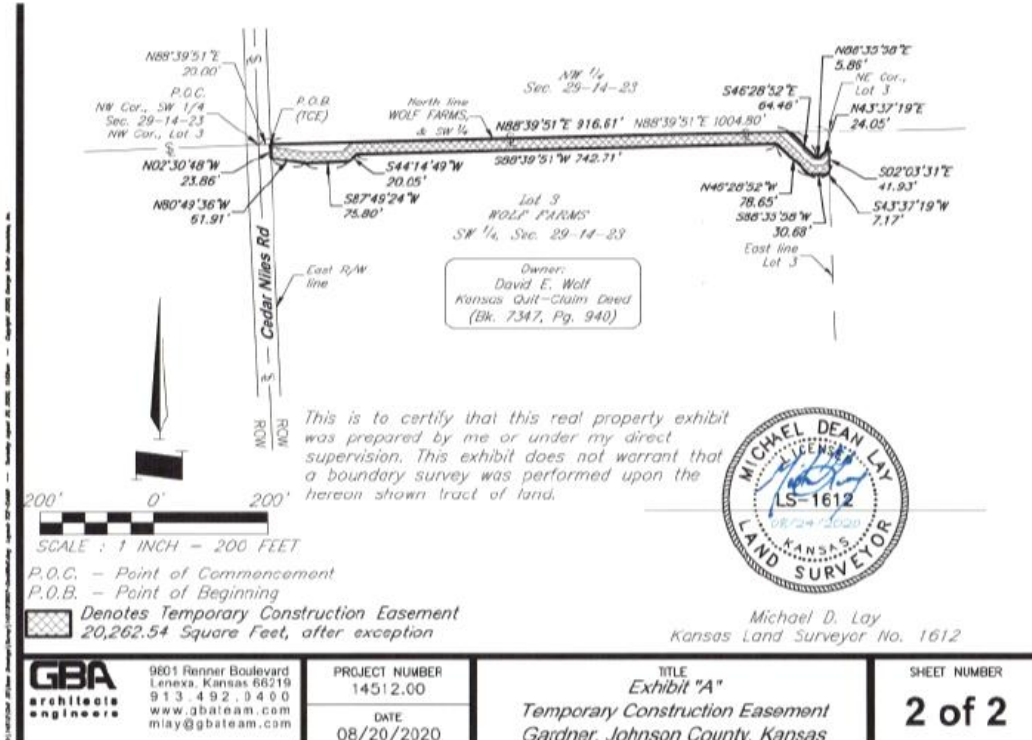 N88°39'51"E
20.00'
P.O.C.
NW Cor., SW 1/4
Sec. 29-14-23
NW Cor., Lot 3
P.O.B.
(TCE)
North line
WOLF FARMS,
& SW ¼
NW ¼
Sec. 29-14-23
N88°39'51"E 916.61'
N88°39'51"E 1004.80'
S88°39'51"W 742.71'
S46°28'52"E
64.46'
N86°35'58"E
5.86'
NE Cor.,
Lot 3
N43°37'19"E
24.05'
S02°03'31"E
41.93'
S43°37'19"W
7.17'
N46°28'52"W
78.65'
S86°35'58"W
30.68'
East line
Lot 3
N02°30'48"W
23.86'
N80°49'36"W
61.91'
S44°14'49"W
20.05'
S87°49'24"W
75.80'
Lot 3
WOLF FARMS
SW ¼, Sec. 29-14-23
East R/W
line
Cedar Niles Rd
ROW
ROW
Owner:
David E. Wolf
Kansas Quit-Claim Deed
(Bk. 7347, Pg. 940)
This is to certify that this real property exhibit
was prepared by me or under my direct
supervision. This exhibit does not warrant that
a boundary survey was performed upon the
hereon shown tract of land.
MICHAEL DEAN LAY
LICENSED
LS-1612
08/24/2020
KANSAS
LAND SURVEYOR
200' 0' 200'
SCALE : 1 INCH = 200 FEET
P.O.C. - Point of Commencement
P.O.B. - Point of Beginning
Denotes Temporary Construction Easement
20,262.54 Square Feet, after exception
Michael D. Lay
Kansas Land Surveyor No. 1612
GBA
architects
engineers
9801 Renner Boulevard
Lenexa, Kansas 66219
913.492.0400
www.gbateam.com
mlay@gbateam.com
PROJECT NUMBER
14512.00
DATE
08/20/2020
TITLE
Exhibit "A"
Temporary Construction Easement
Gardner, Johnson County, Kansas
SHEET NUMBER
2 of 2